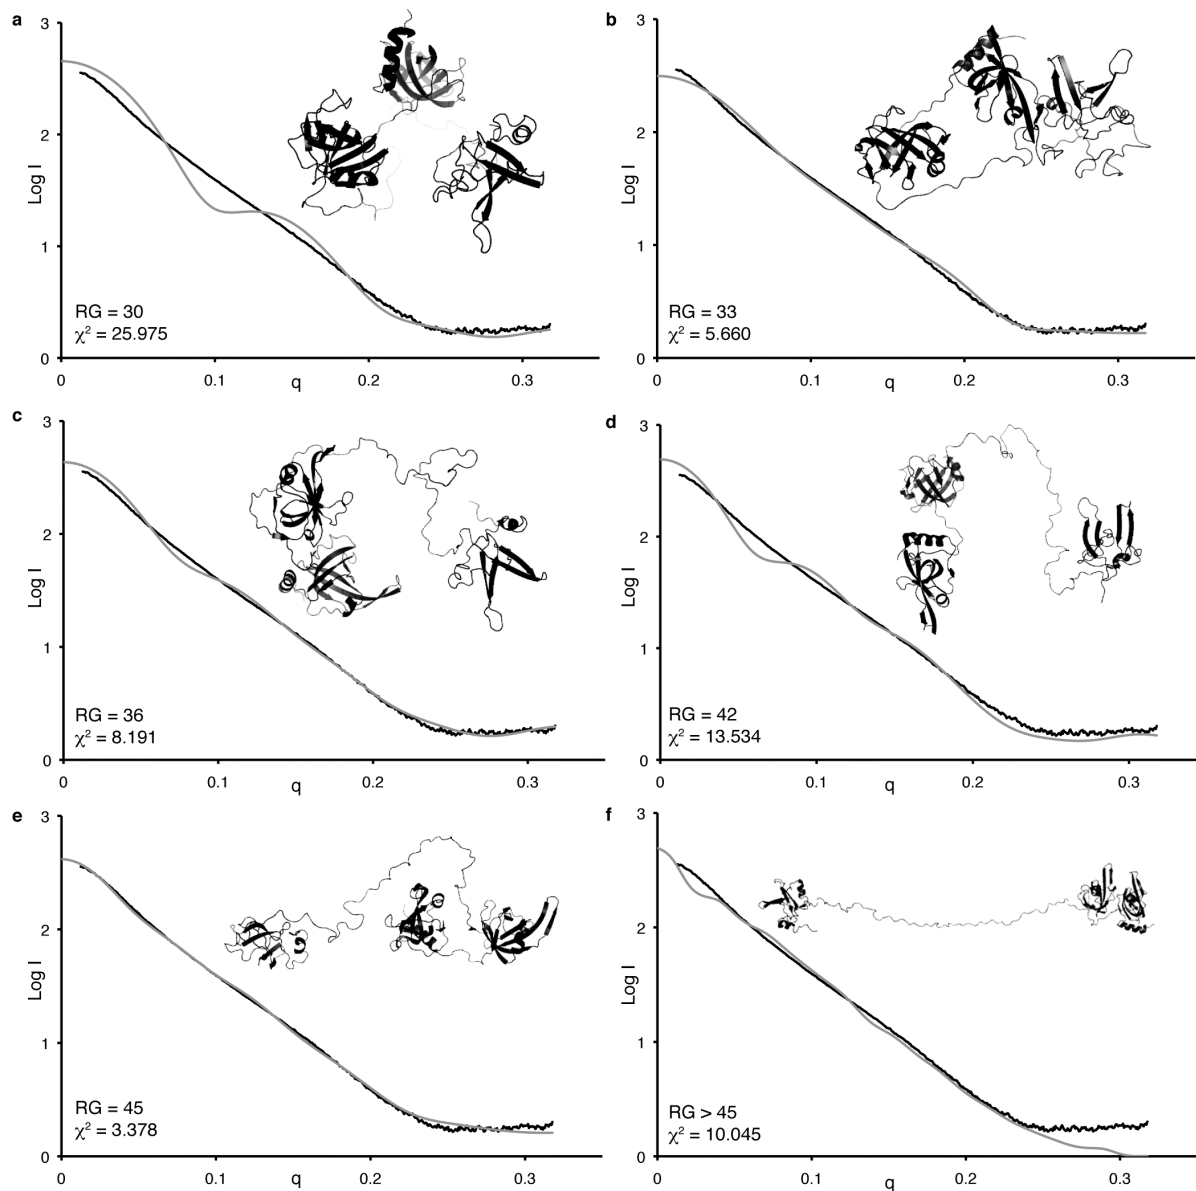 a
3
2
1
0
Log I
RG = 30
χ² = 25.975
0
0.1
0.2
0.3
q
b
3
2
1
0
Log I
RG = 33
χ² = 5.660
0
0.1
0.2
0.3
q
c
3
2
1
0
Log I
RG = 36
χ² = 8.191
0
0.1
0.2
0.3
q
d
3
2
1
0
Log I
RG = 42
χ² = 13.534
0
0.1
0.2
0.3
q
e
3
2
1
0
Log I
RG = 45
χ² = 3.378
0
0.1
0.2
0.3
q
f
3
2
1
0
Log I
RG > 45
χ² = 10.045
0
0.1
0.2
0.3
q